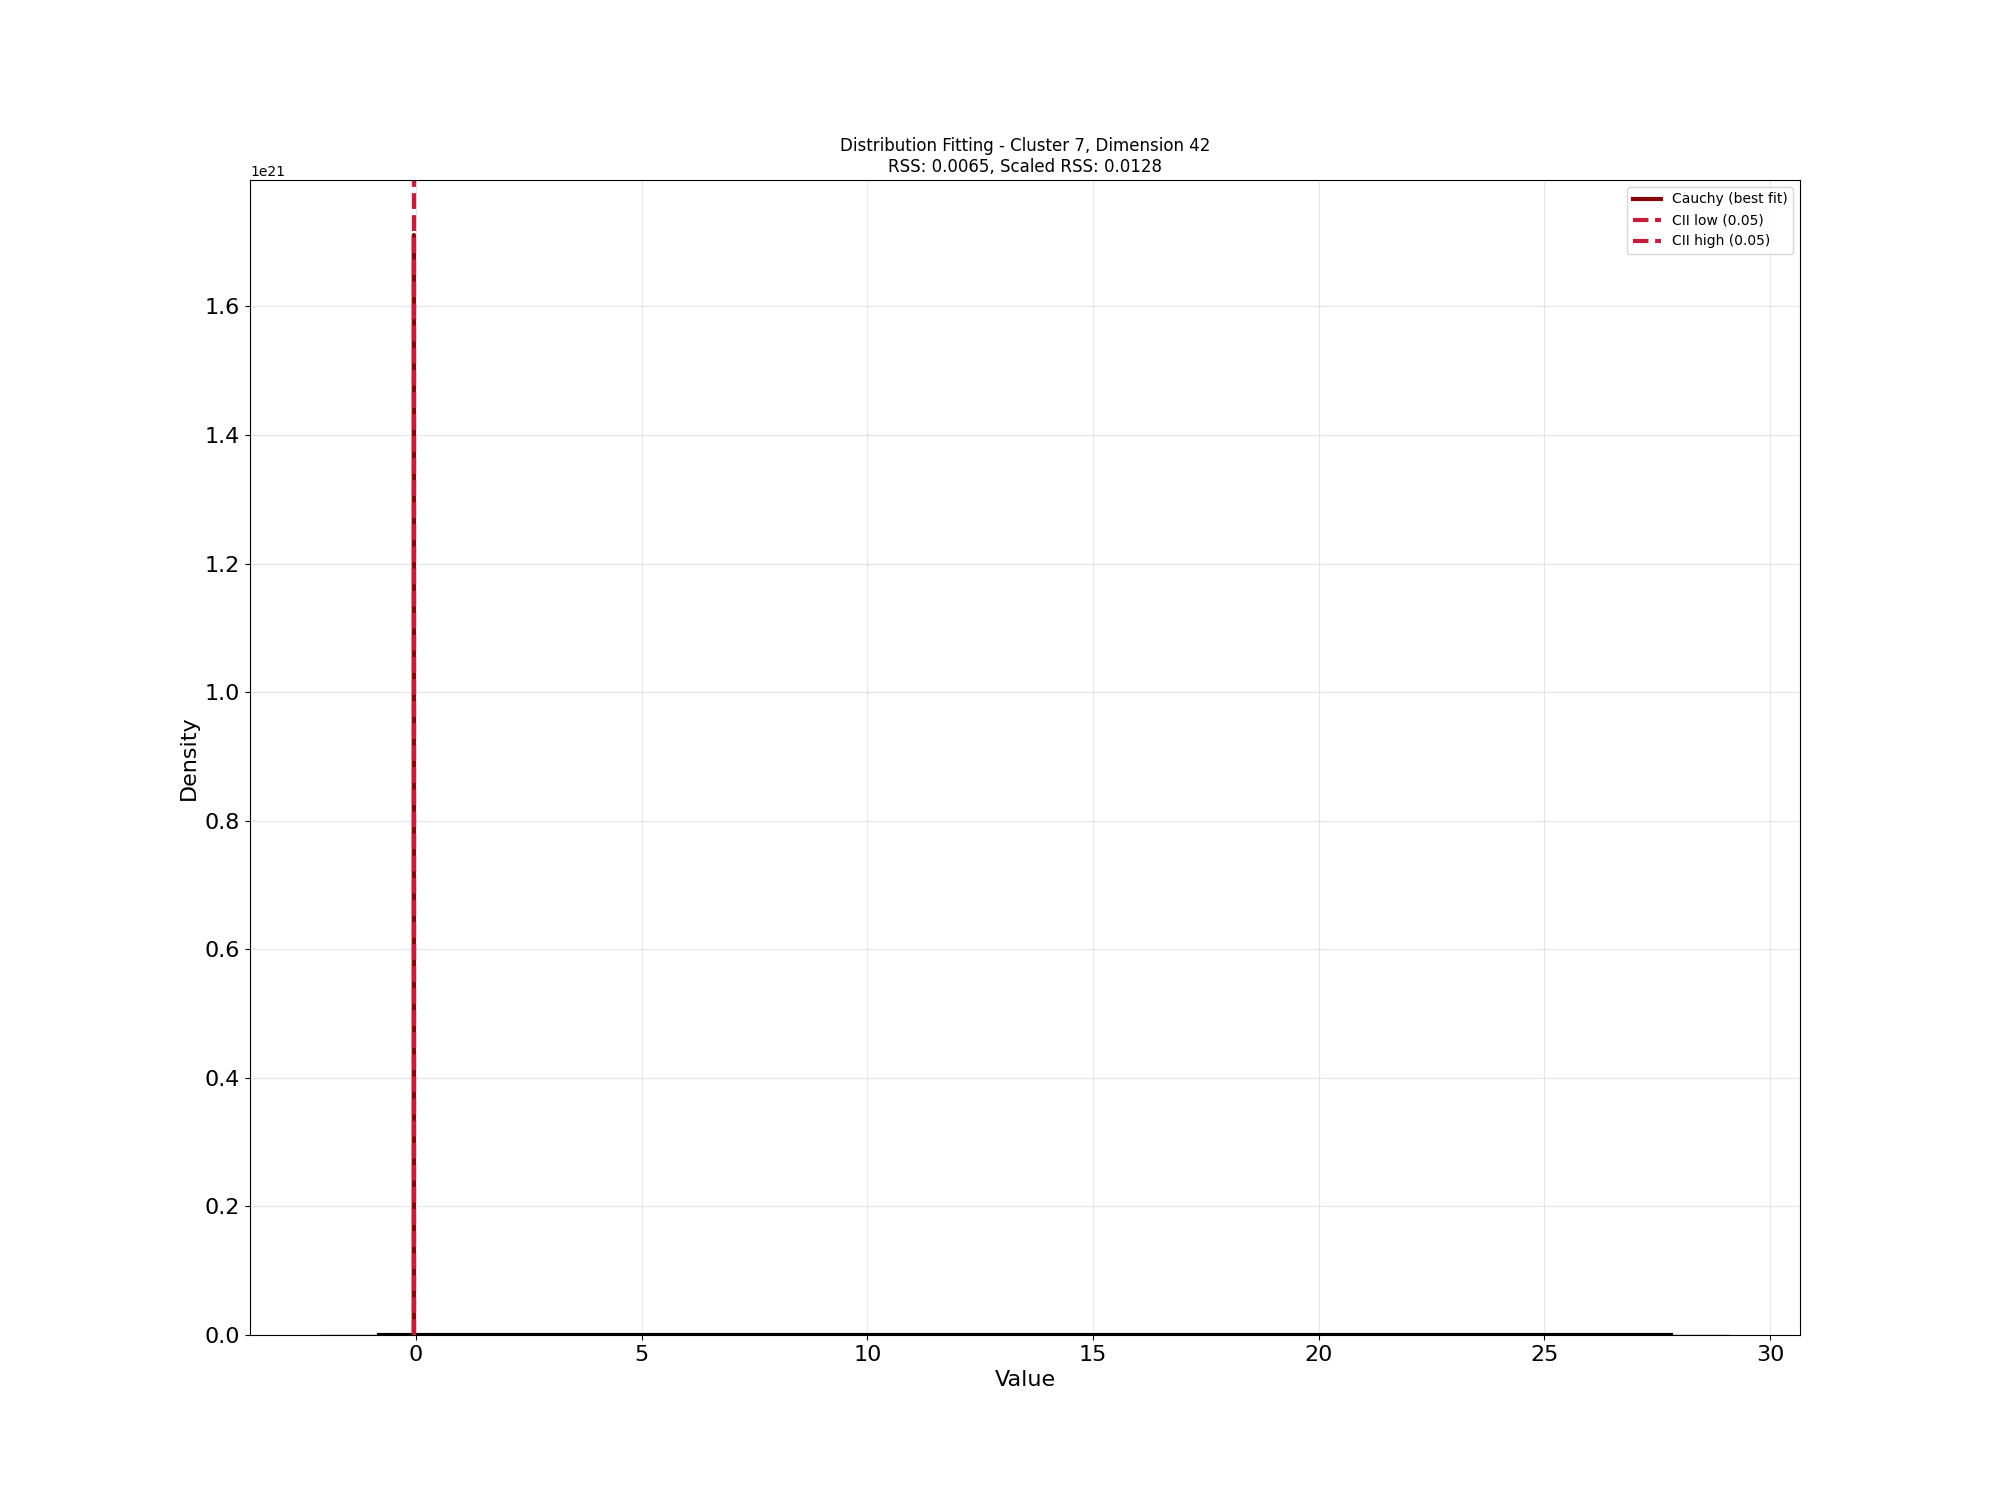 Distribution Fitting - Cluster 7, Dimension 42
RSS: 0.0065, Scaled RSS: 0.0128
1e21
Cauchy (best fit)
CII low (0.05)
CII high (0.05)
1.6
1.4
1.2
1.0
0.8
0.6
0.4
0.2
0.0
Density
0 5 10 15 20 25 30
Value